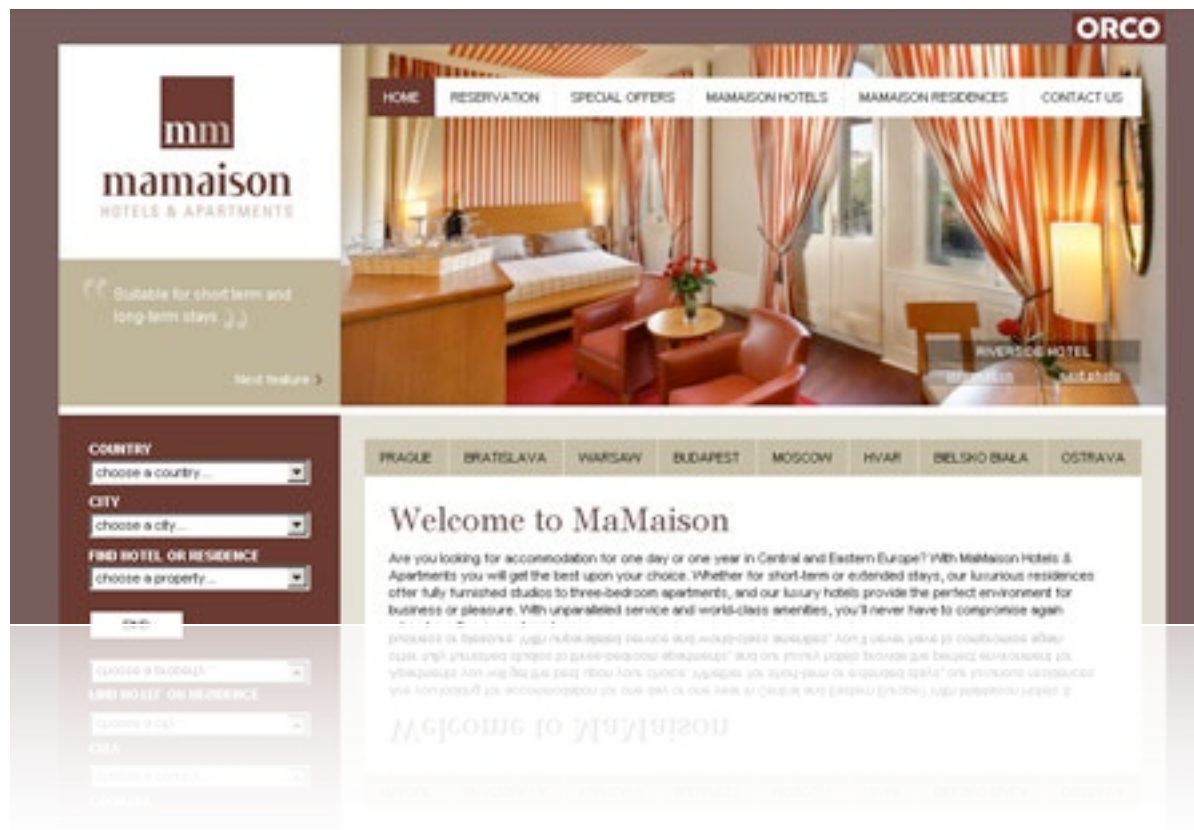 ORCO
mm
mamaison
HOTELS & APARTMENTS
HOME RESERVATION SPECIAL OFFERS MAMAISON HOTELS MAMAISON RESIDENCES CONTACT US
“ Suitable for short term and
long-term stays ”
Next feature >
RIVERSIDE HOTEL
information next photo
COUNTRY
choose a country...
CITY
choose a city...
FIND HOTEL OR RESIDENCE
choose a property...
PRAGUE BRATISLAVA WARSAW BUDAPEST MOSCOW HVAR BIELSKO BIAŁA OSTRAVA
Welcome to MaMaison
Are you looking for accommodation for one day or one year in Central and Eastern Europe? With MaMaison Hotels &
Apartments you will get the best upon your choice. Whether for short-term or extended stays, our luxurious residences
offer fully furnished studios to three-bedroom apartments, and our luxury hotels provide the perfect environment for
business or pleasure. With unparalleled service and world-class amenities, you'll never have to compromise again